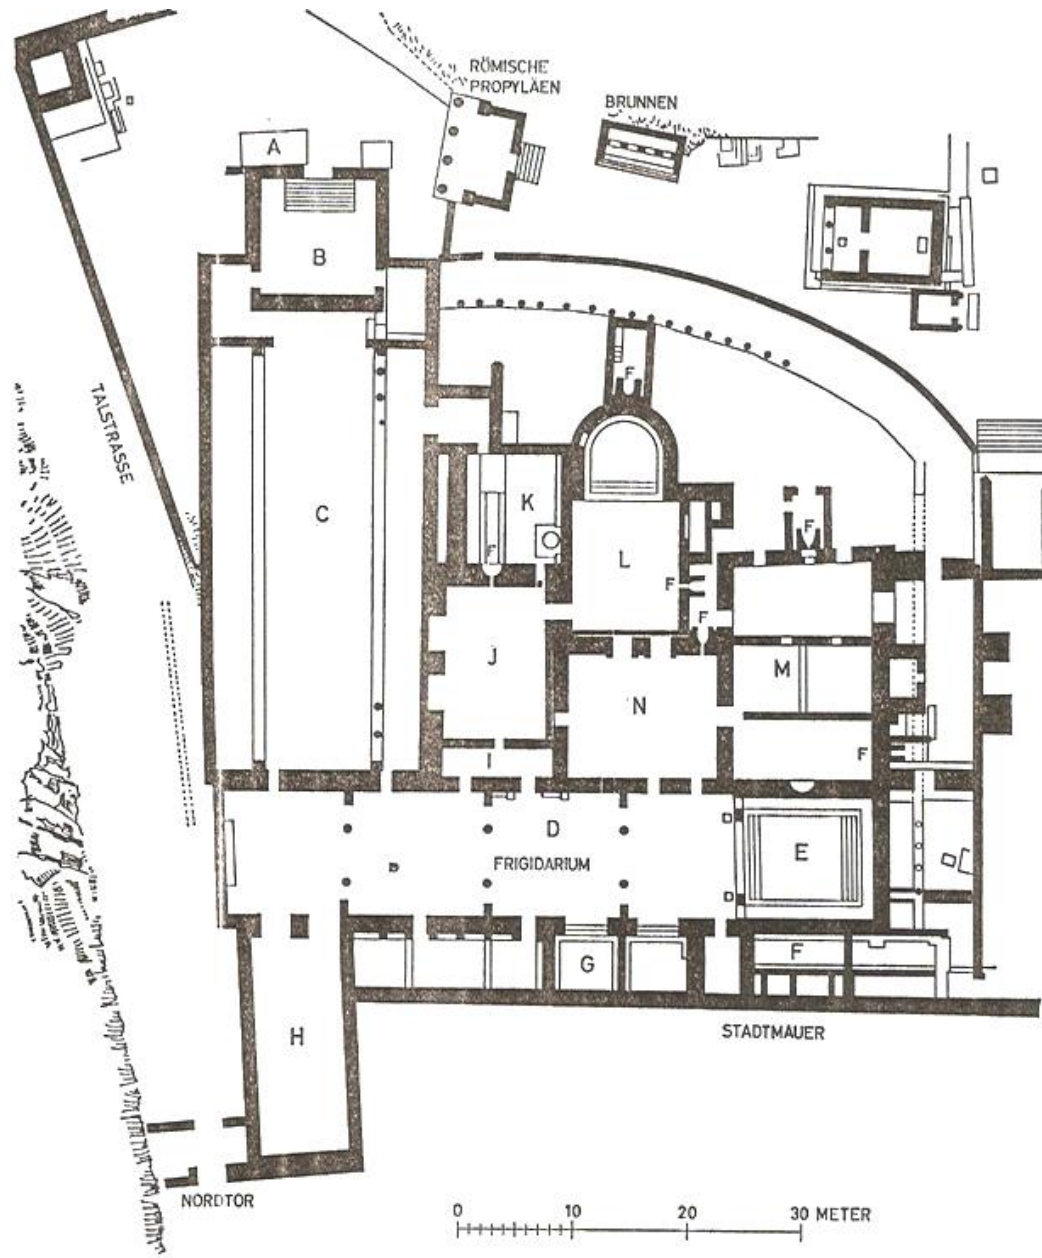 RÖMISCHE
PROPYLÄEN
BRUNNEN
A
B
TALSTRASSE
F
C
K
F
L
F
F
F
J
M
N
I
F
D
E
FRIGIDARIUM
G
F
H
STADTMAUER
NORDTOR
0 10 20 30 METER